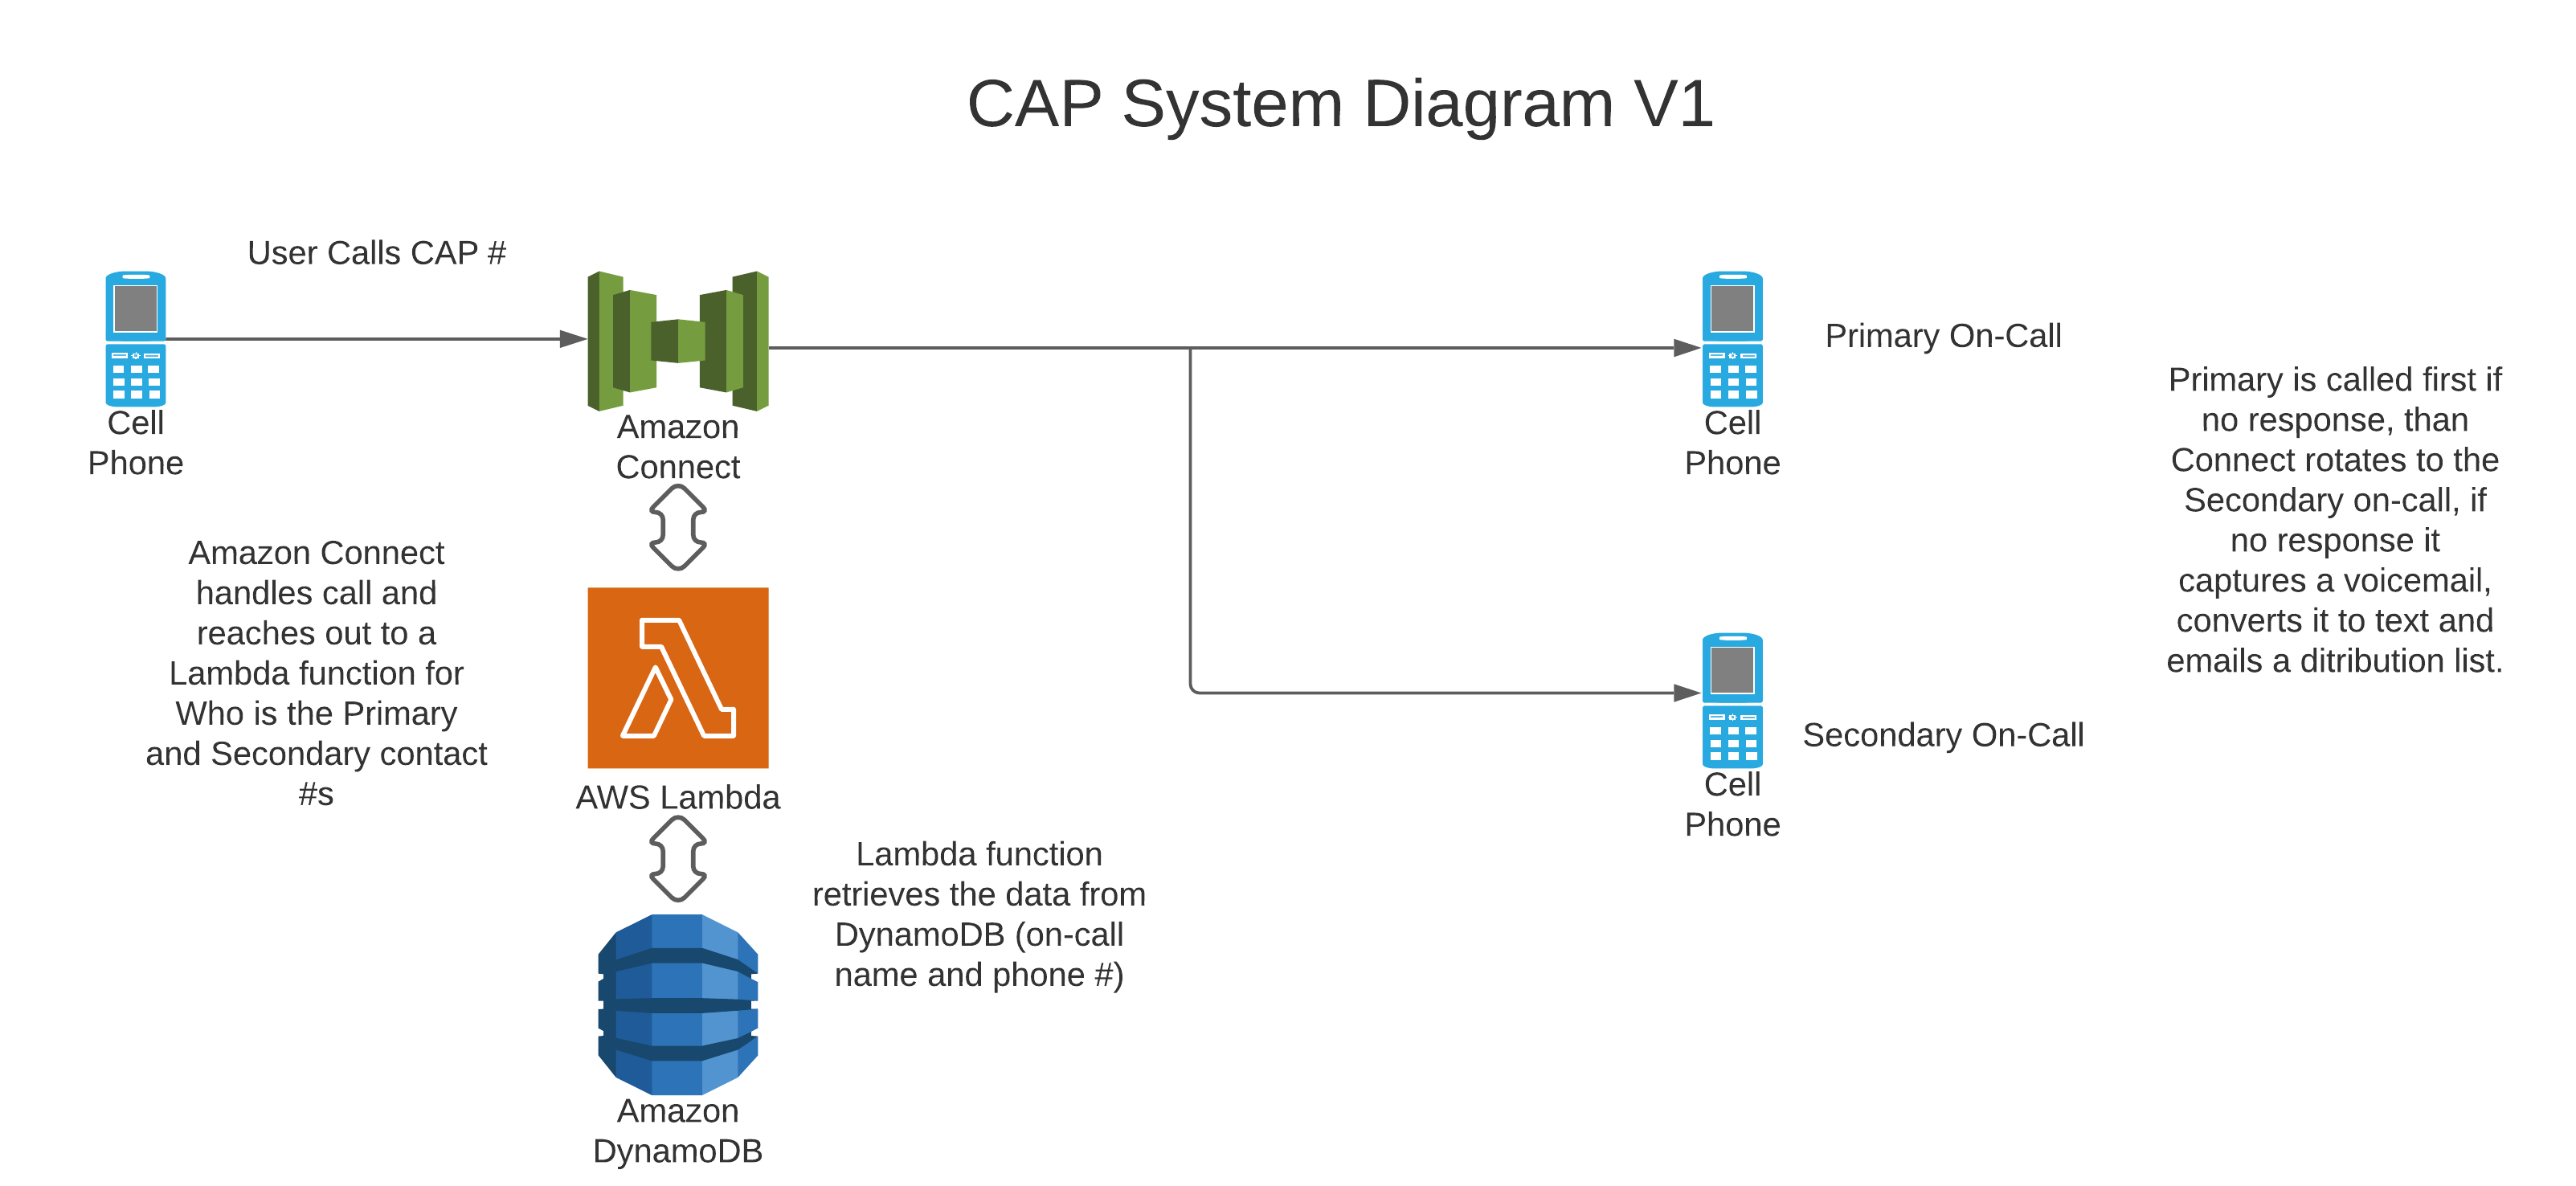 CAP System Diagram V1
User Calls CAP #
Cell
Phone
Amazon
Connect
Cell
Phone
Primary On-Call
Primary is called first if
no response, than
Connect rotates to the
Secondary on-call, if
no response it
captures a voicemail,
converts it to text and
emails a ditribution list.
Amazon Connect
handles call and
reaches out to a
Lambda function for
Who is the Primary
and Secondary contact
#s
AWS Lambda
Secondary On-Call
Cell
Phone
Lambda function
retrieves the data from
DynamoDB (on-call
name and phone #)
Amazon
DynamoDB